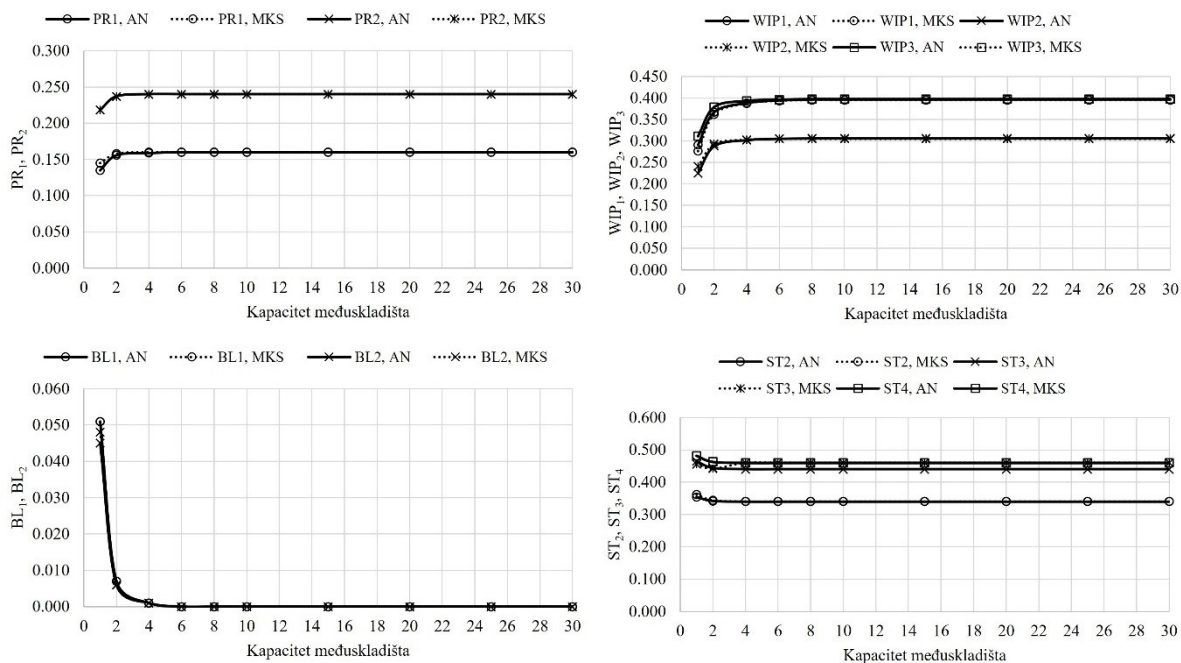 PR1, AN PR1, MKS PR2, AN PR2, MKS
0.300
0.250
0.200
0.150
0.100
0.050
0.000
PR₁, PR₂
0 2 4 6 8 10 12 14 16 18 20 22 24 26 28 30
Kapacitet međuskladišta
WIP1, AN WIP1, MKS WIP2, AN
WIP2, MKS WIP3, AN WIP3, MKS
0.450
0.400
0.350
0.300
0.250
0.200
0.150
0.100
0.050
0.000
WIP₁, WIP₂, WIP₃
0 2 4 6 8 10 12 14 16 18 20 22 24 26 28 30
Kapacitet međuskladišta
BL1, AN BL1, MKS BL2, AN BL2, MKS
0.060
0.050
0.040
0.030
0.020
0.010
0.000
BL₁, BL₂
0 2 4 6 8 10 12 14 16 18 20 22 24 26 28 30
Kapacitet međuskladišta
ST2, AN ST2, MKS ST3, AN
ST3, MKS ST4, AN ST4, MKS
0.600
0.500
0.400
0.300
0.200
0.100
0.000
ST₂, ST₃, ST₄
0 2 4 6 8 10 12 14 16 18 20 22 24 26 28 30
Kapacitet međuskladišta